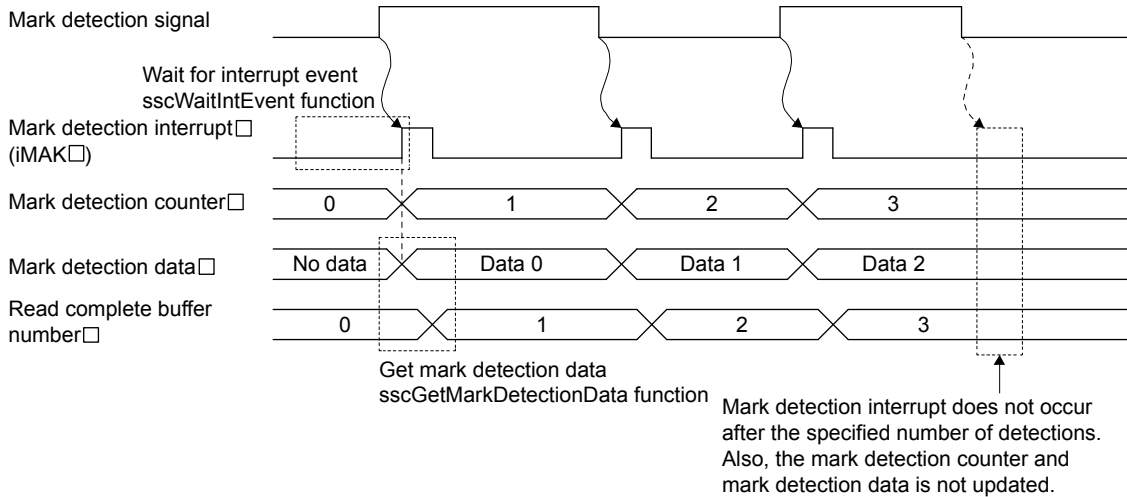 Mark detection signal
Wait for interrupt event
sscWaitIntEvent function
Mark detection interrupt□
(iMAK□)
Mark detection counter□
0 1 2 3
Mark detection data□
No data Data 0 Data 1 Data 2
Read complete buffer
number□
0 1 2 3
Get mark detection data
sscGetMarkDetectionData function
Mark detection interrupt does not occur
after the specified number of detections.
Also, the mark detection counter and
mark detection data is not updated.